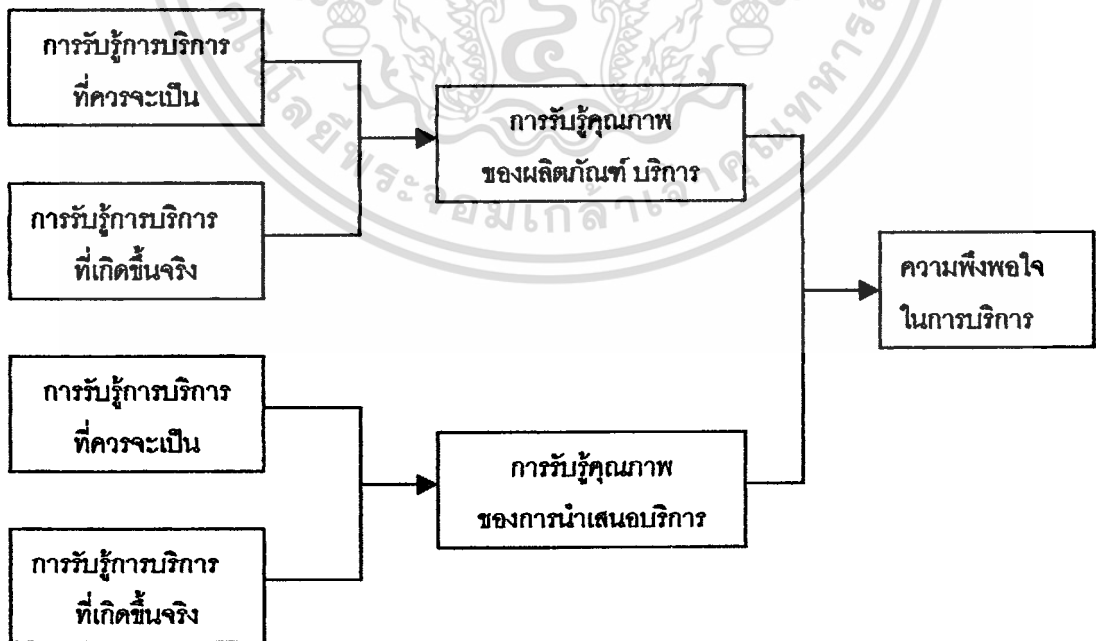 การรับรู้การบริการ
ที่ควรจะเป็น
การรับรู้คุณภาพ
ของผลิตภัณฑ์ บริการ
การรับรู้การบริการ
ที่เกิดขึ้นจริง
ความพึงพอใจ
ในการบริการ
การรับรู้การบริการ
ที่ควรจะเป็น
การรับรู้คุณภาพ
ของการนำเสนอบริการ
การรับรู้การบริการ
ที่เกิดขึ้นจริง